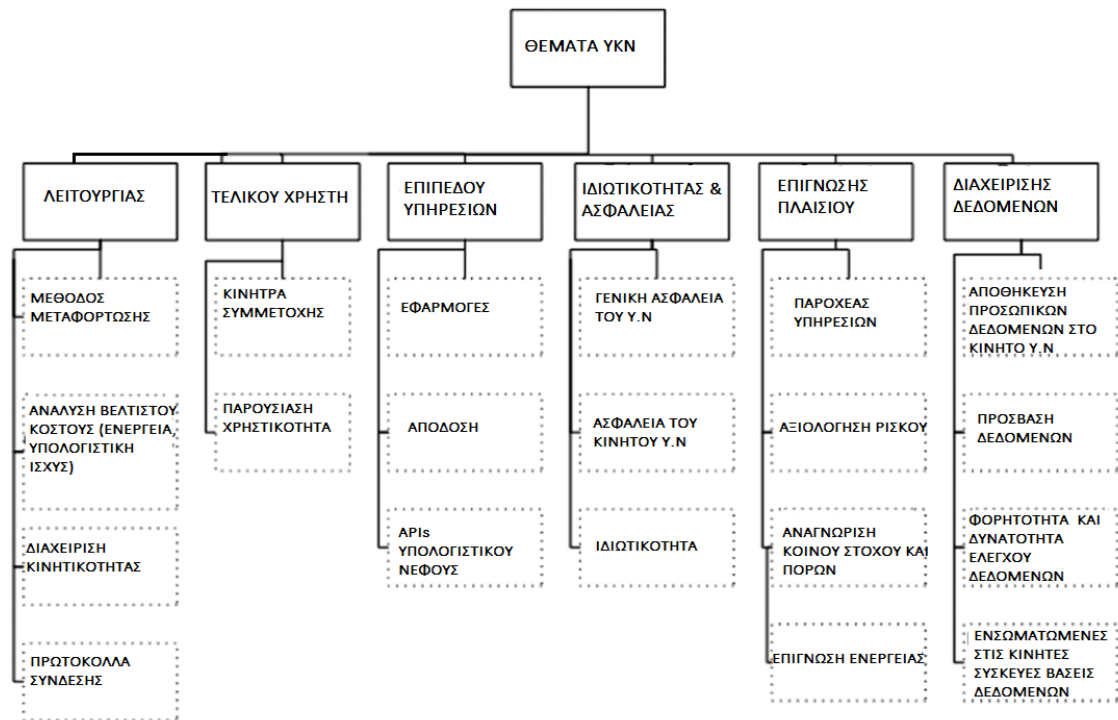 ΘΕΜΑΤΑ ΥΚΝ
ΛΕΙΤΟΥΡΓΙΑΣ
ΤΕΛΙΚΟΥ ΧΡΗΣΤΗ
ΕΠΙΠΕΔΟΥ
ΥΠΗΡΕΣΙΩΝ
ΙΔΙΩΤΙΚΟΤΗΤΑΣ &
ΑΣΦΑΛΕΙΑΣ
ΕΠΙΓΝΩΣΗΣ
ΠΛΑΙΣΙΟΥ
ΔΙΑΧΕΙΡΙΣΗΣ
ΔΕΔΟΜΕΝΩΝ
ΜΕΘΟΔΟΣ
ΜΕΤΑΦΟΡΤΩΣΗΣ
ΑΝΑΛΥΣΗ ΒΕΛΤΙΣΤΟΥ
ΚΟΣΤΟΥΣ (ΕΝΕΡΓΕΙΑ,
ΥΠΟΛΟΓΙΣΤΙΚΗ
ΙΣΧΥΣ)
ΔΙΑΧΕΙΡΙΣΗ
ΚΙΝΗΤΙΚΟΤΗΤΑΣ
ΠΡΩΤΟΚΟΛΛΑ
ΣΥΝΔΕΣΗΣ
ΚΙΝΗΤΡΑ
ΣΥΜΜΕΤΟΧΗΣ
ΠΑΡΟΥΣΙΑΣΗ
ΧΡΗΣΤΙΚΟΤΗΤΑ
ΕΦΑΡΜΟΓΕΣ
ΑΠΟΔΟΣΗ
APIs
ΥΠΟΛΟΓΙΣΤΙΚΟΥ
ΝΕΦΟΥΣ
ΓΕΝΙΚΗ ΑΣΦΑΛΕΙΑ
ΤΟΥ Υ.Ν
ΑΣΦΑΛΕΙΑ ΤΟΥ
ΚΙΝΗΤΟΥ Υ.Ν
ΙΔΙΩΤΙΚΟΤΗΤΑ
ΠΑΡΟΧΕΑΣ
ΥΠΗΡΕΣΙΩΝ
ΑΞΙΟΛΟΓΗΣΗ ΡΙΣΚΟΥ
ΑΝΑΓΝΩΡΙΣΗ
ΚΟΙΝΟΥ ΣΤΟΧΟΥ ΚΑΙ
ΠΟΡΩΝ
ΕΠΙΓΝΩΣΗ ΕΝΕΡΓΕΙΑΣ
ΑΠΟΘΗΚΕΥΣΗ
ΠΡΟΣΩΠΙΚΩΝ
ΔΕΔΟΜΕΝΩΝ ΣΤΟ
ΚΙΝΗΤΟ Υ.Ν
ΠΡΟΣΒΑΣΗ
ΔΕΔΟΜΕΝΩΝ
ΦΟΡΗΤΟΤΗΤΑ ΚΑΙ
ΔΥΝΑΤΟΤΗΤΑ
ΕΛΕΓΧΟΥ
ΔΕΔΟΜΕΝΩΝ
ΕΝΣΩΜΑΤΩΜΕΝΕΣ
ΣΤΙΣ ΚΙΝΗΤΕΣ
ΣΥΣΚΕΥΕΣ ΒΑΣΕΙΣ
ΔΕΔΟΜΕΝΩΝ